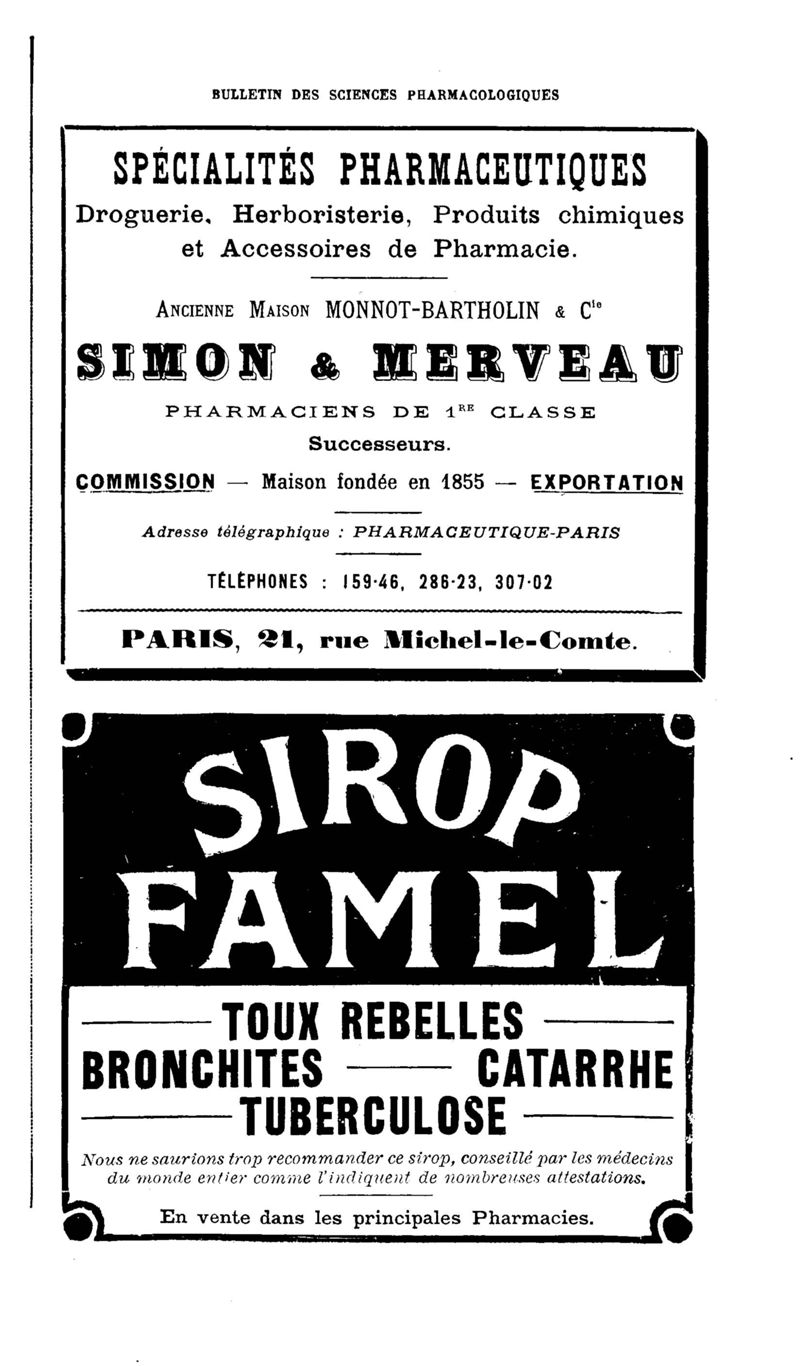 BULLETIN DES SCIENCES PHARMACOLOGIQUES
SPÉCIALITÉS PHARMACEUTIQUES
Droguerie, Herboristerie, Produits chimiques
et Accessoires de Pharmacie.
ANCIENNE MAISON MONNOT-BARTHOLIN & Cie
SIMON & MERVEAU
PHARMACIENS DE 1RE CLASSE
Successeurs.
COMMISSION — Maison fondée en 1855 — EXPORTATION
Adresse télégraphique : PHARMACEUTIQUE-PARIS
TÉLÉPHONES : 159·46, 286·23, 307·02
PARIS, 21, rue Michel-le-Comte.
SIROP
FAMEL
TOUX REBELLES
BRONCHITES — CATARRHE
TUBERCULOSE
Nous ne saurions trop recommander ce sirop, conseillé par les médecins
du monde entier comme l'indiquent de nombreuses attestations.
En vente dans les principales Pharmacies.